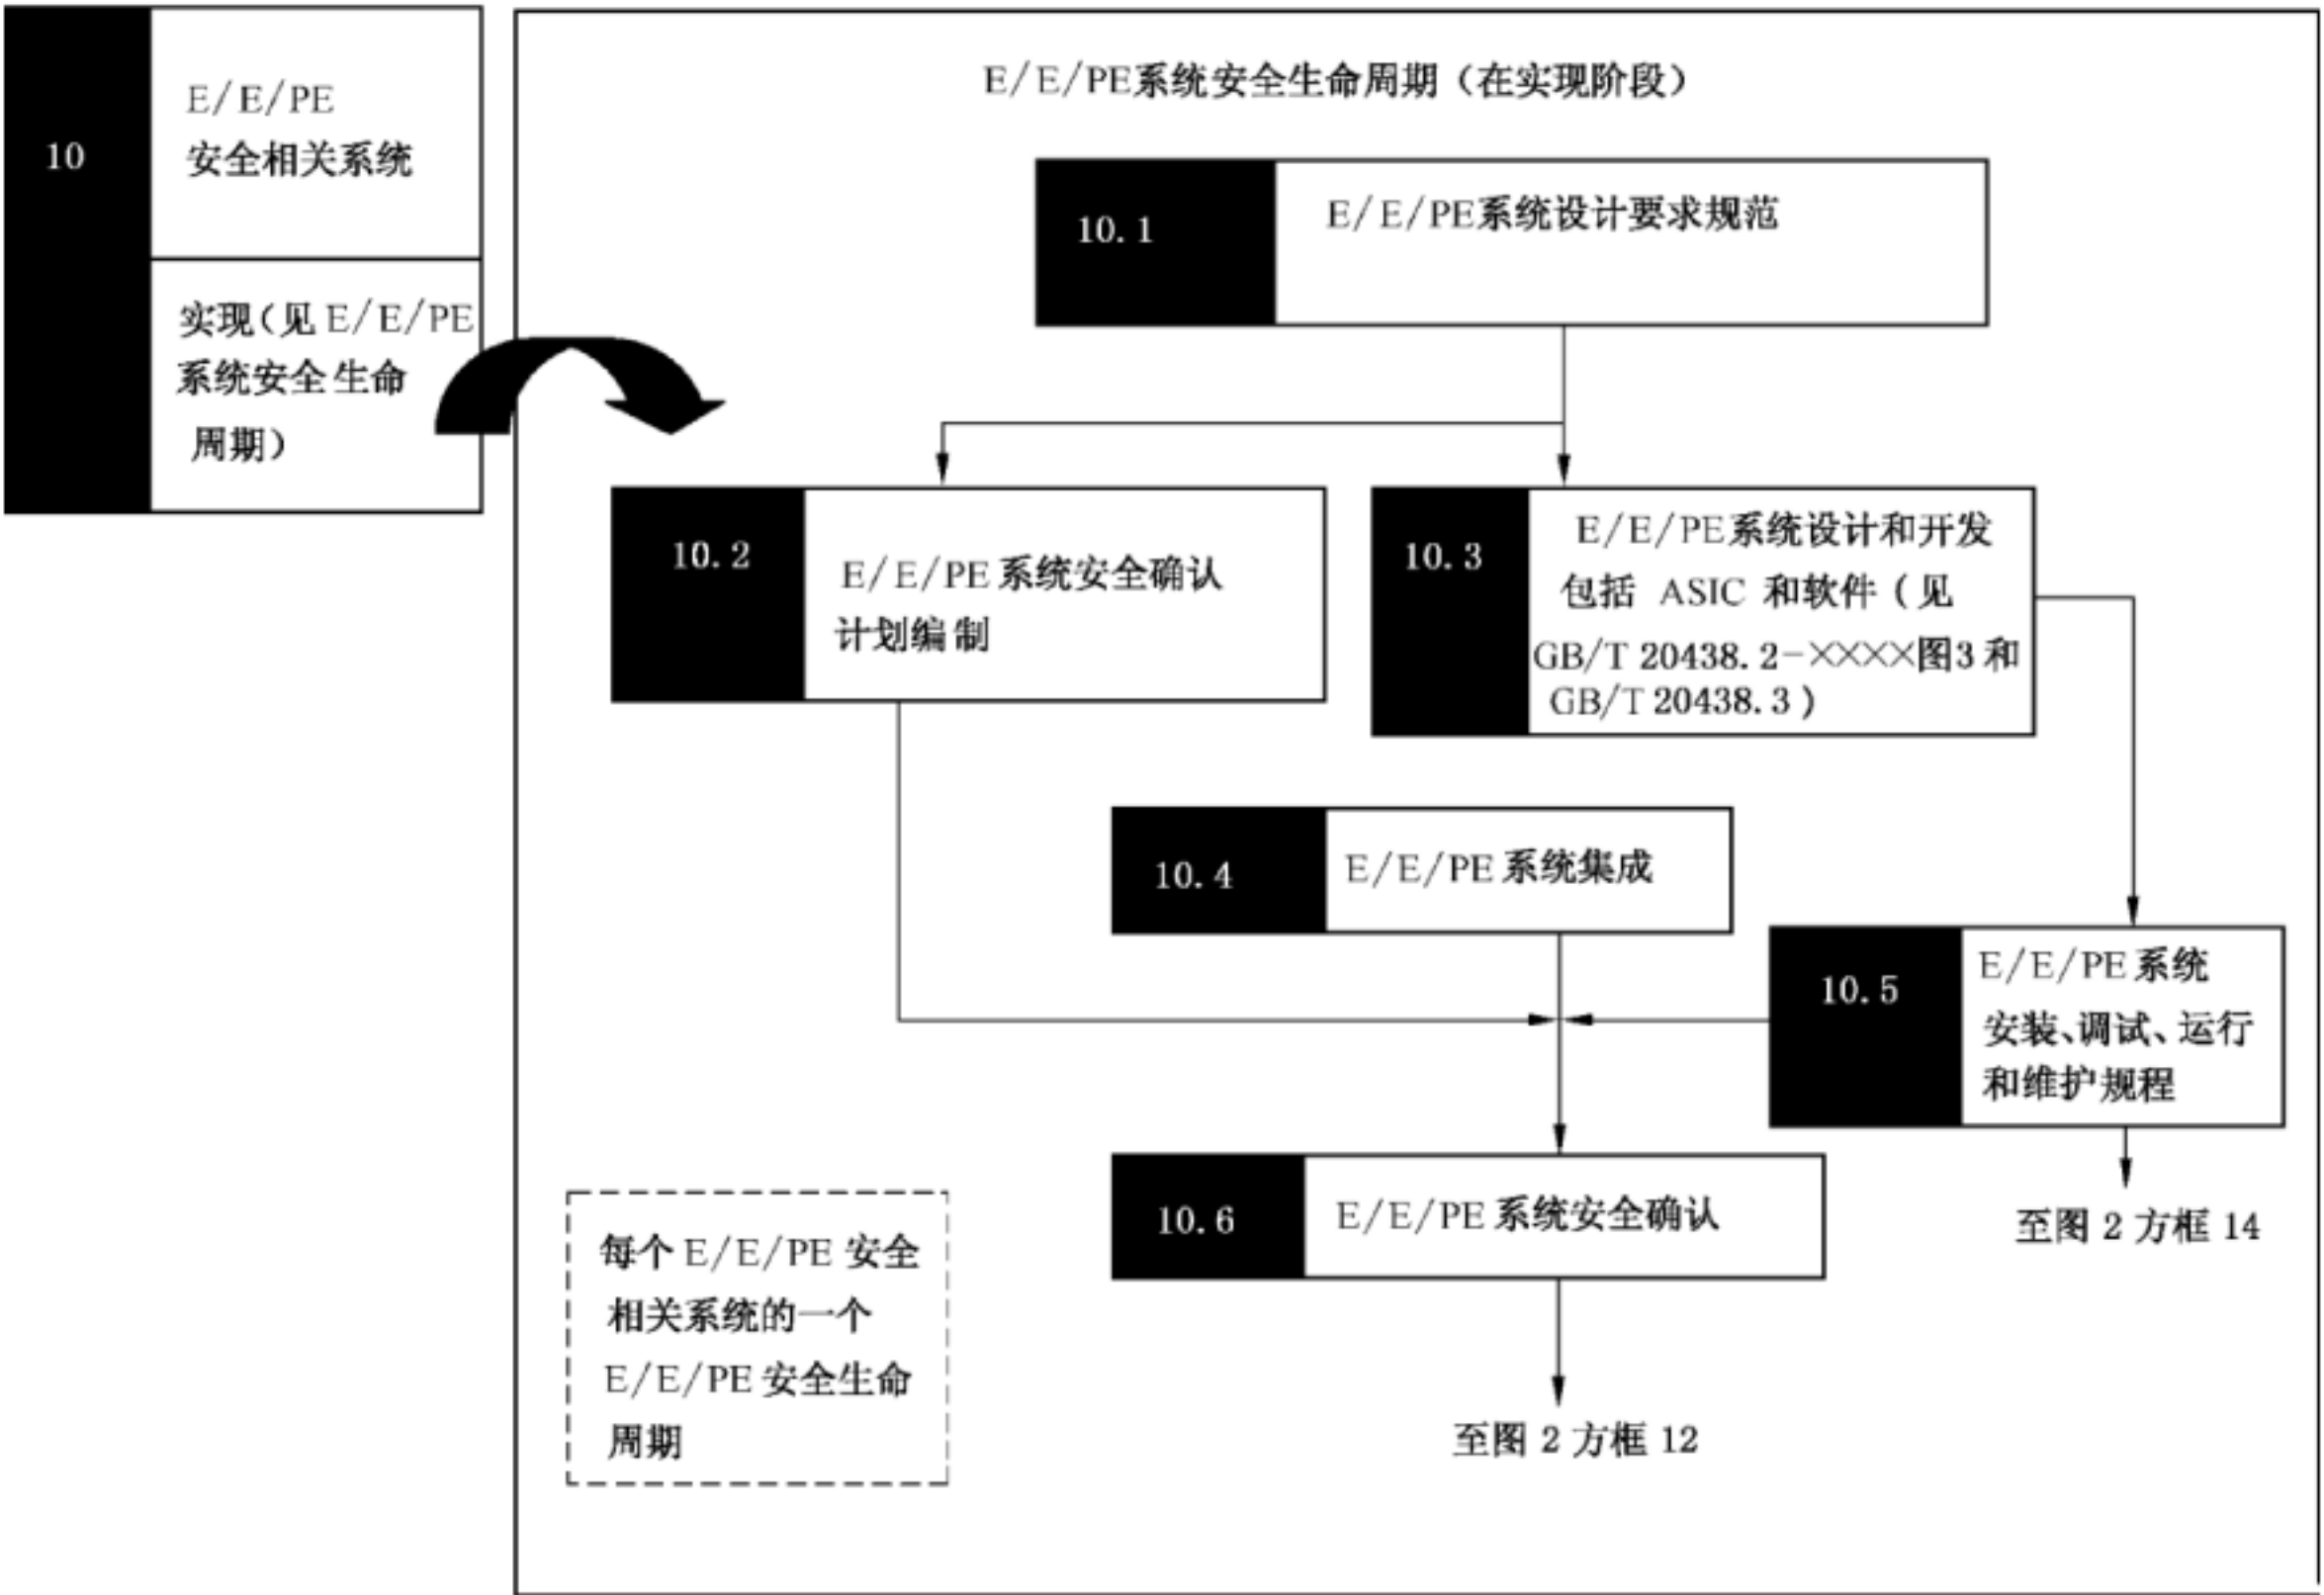 10
E/E/PE
安全相关系统
实现(见 E/E/PE
系统安全生命
周期)
E/E/PE系统安全生命周期（在实现阶段）
10.1
E/E/PE系统设计要求规范
10.2
E/E/PE 系统安全确认
计划编制
10.3
E/E/PE系统设计和开发
包括 ASIC 和软件（见
GB/T 20438.2-××××图3 和
GB/T 20438.3）
10.4
E/E/PE 系统集成
10.5
E/E/PE 系统
安装、调试、运行
和维护规程
10.6
E/E/PE 系统安全确认
至图 2 方框 14
每个 E/E/PE 安全
相关系统的一个
E/E/PE 安全生命
周期
至图 2 方框 12